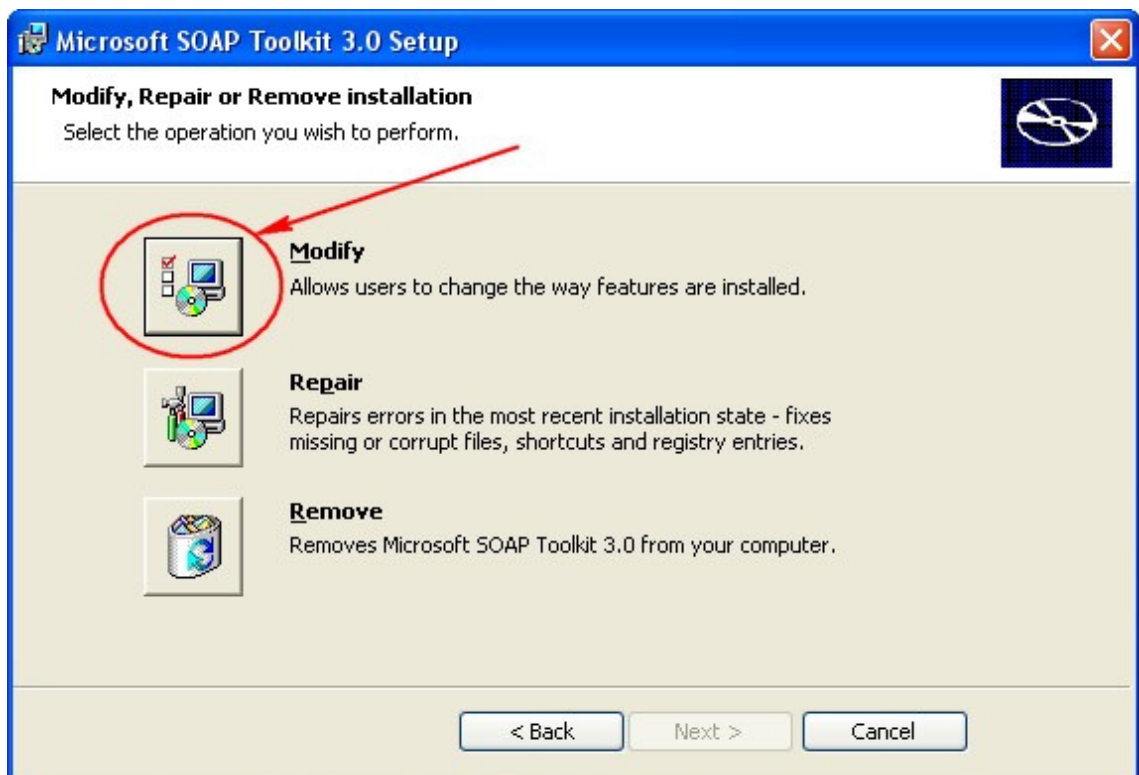 Microsoft SOAP Toolkit 3.0 Setup
Modify, Repair or Remove installation
Select the operation you wish to perform.
Modify
Allows users to change the way features are installed.
Repair
Repairs errors in the most recent installation state - fixes
missing or corrupt files, shortcuts and registry entries.
Remove
Removes Microsoft SOAP Toolkit 3.0 from your computer.
< Back Next > Cancel